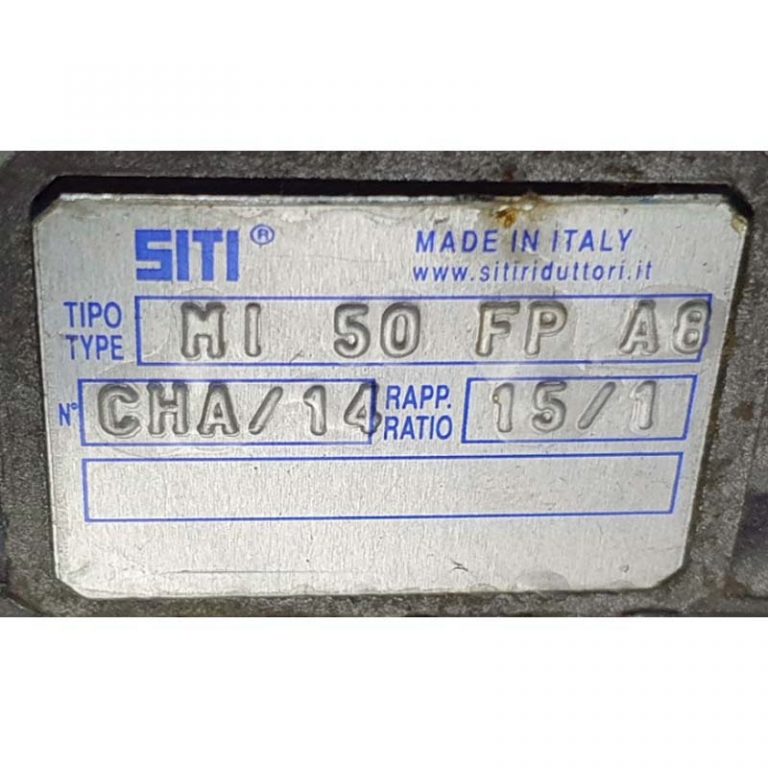 SITI® MADE IN ITALY
www.sitiriduttori.it
TIPO
TYPE MI 50 FP A8
N° CHA/14 RAPP.
RATIO 15/1